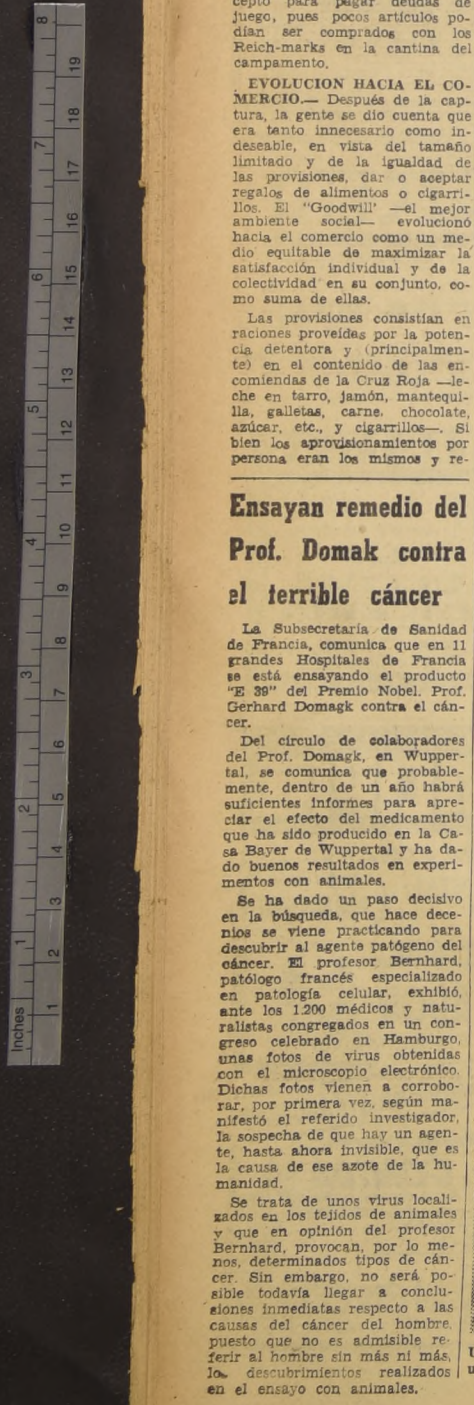 cepto para pagar deudas de
juego, pues pocos artículos po-
dían ser comprados con los
Reich-marks en la cantina del
campamento.
EVOLUCION HACIA EL CO-
MERCIO.— Después de la cap-
tura, la gente se dio cuenta que
era tanto innecesario como in-
deseable, en vista del tamaño
limitado y de la igualdad de
las provisiones, dar o aceptar
regalos de alimentos o cigarri-
llos. El "Goodwill' —el mejor
ambiente social— evolucionó
hacia el comercio como un me-
dio equitable de maximizar la
satisfacción individual y de la
colectividad en su conjunto, co-
mo suma de ellas.
Las provisiones consistían en
raciones proveídas por la poten-
cia detentora y (principalmen-
te) en el contenido de las en-
comiendas de la Cruz Roja —le-
che en tarro, jamón, mantequi-
lla, galletas, carne, chocolate,
azúcar, etc., y cigarrillos—. Si
bien los aprovisionamientos por
persona eran los mismos y re-
Ensayan remedio del
Prof. Domak contra
el terrible cáncer
La Subsecretaría de Sanidad
de Francia, comunica que en 11
grandes Hospitales de Francia
se está ensayando el producto
"E 39" del Premio Nobel. Prof.
Gerhard Domagk contra el cán-
cer.
Del círculo de colaboradores
del Prof. Domagk, en Wupper-
tal, se comunica que probable-
mente, dentro de un año habrá
suficientes informes para apre-
ciar el efecto del medicamento
que ha sido producido en la Ca-
sa Bayer de Wuppertal y ha da-
do buenos resultados en experi-
mentos con animales.
Se ha dado un paso decisivo
en la búsqueda, que hace dece-
nios se viene practicando para
descubrir al agente patógeno del
cáncer. El profesor Bernhard,
patólogo francés especializado
en patología celular, exhibió,
ante los 1.200 médicos y natu-
ralistas congregados en un con-
greso celebrado en Hamburgo,
unas fotos de virus obtenidas
con el microscopio electrónico.
Dichas fotos vienen a corrobo-
rar, por primera vez, según ma-
nifestó el referido investigador,
la sospecha de que hay un agen-
te, hasta ahora invisible, que es
la causa de ese azote de la hu-
manidad.
Se trata de unos virus locali-
zados en los tejidos de animales
y que en opinión del profesor
Bernhard, provocan, por lo me-
nos, determinados tipos de cán-
cer. Sin embargo, no será po-
sible todavía llegar a conclu-
siones inmediatas respecto a las
causas del cáncer del hombre,
puesto que no es admisible re-
ferir al hombre sin más ni más,
los descubrimientos realizados
en el ensayo con animales.
Inches
1 2 3 4 5 6 7 8
1 2 3 4 5 6 7 8 9 10 11 12 13 14 15 16 17 18 19